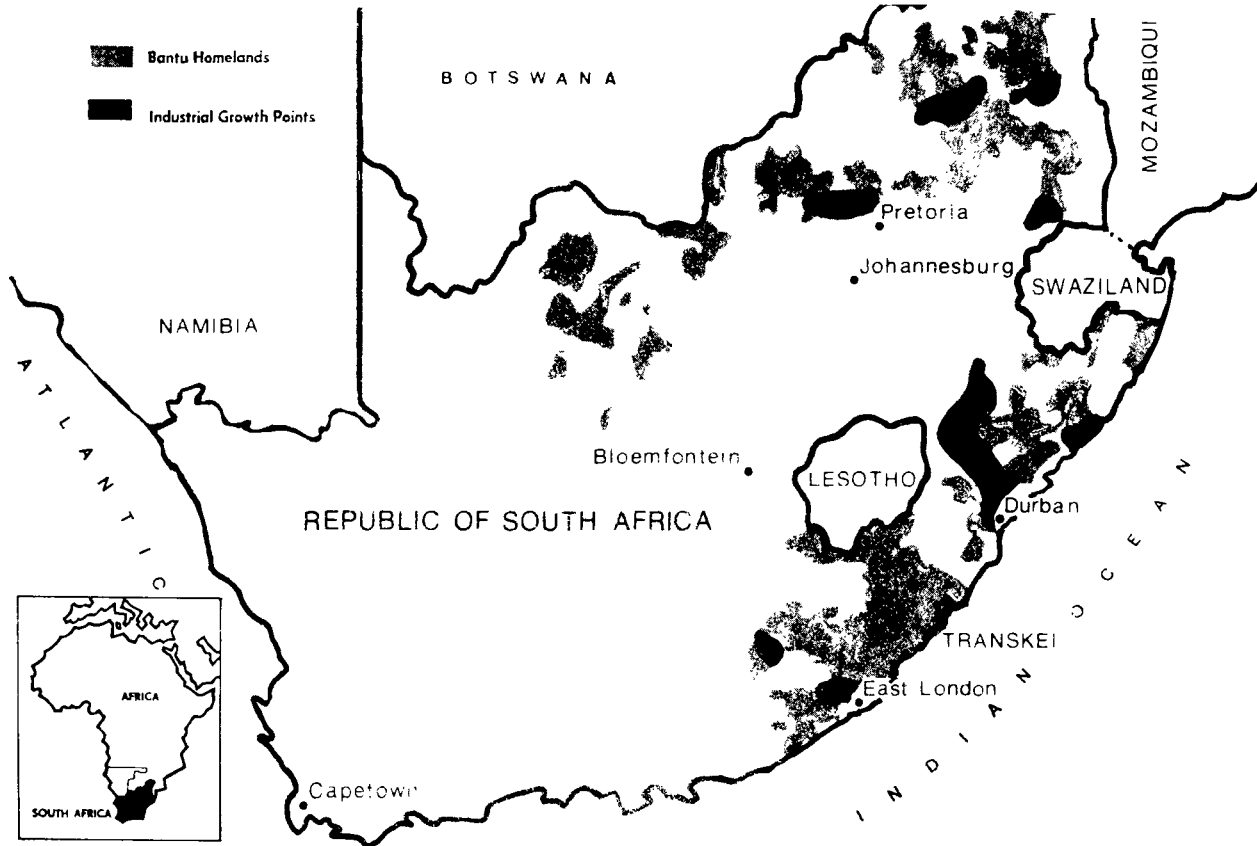 Bantu Homelands
Industrial Growth Points
BOTSWANA
MOZAMBIQUI
Pretoria
Johannesburg
SWAZILAND
NAMIBIA
ATLANTIC
Bloemfontein
LESOTHO
REPUBLIC OF SOUTH AFRICA
Durban
INDIAN OCEAN
TRANSKEI
East London
Capetown
AFRICA
SOUTH AFRICA